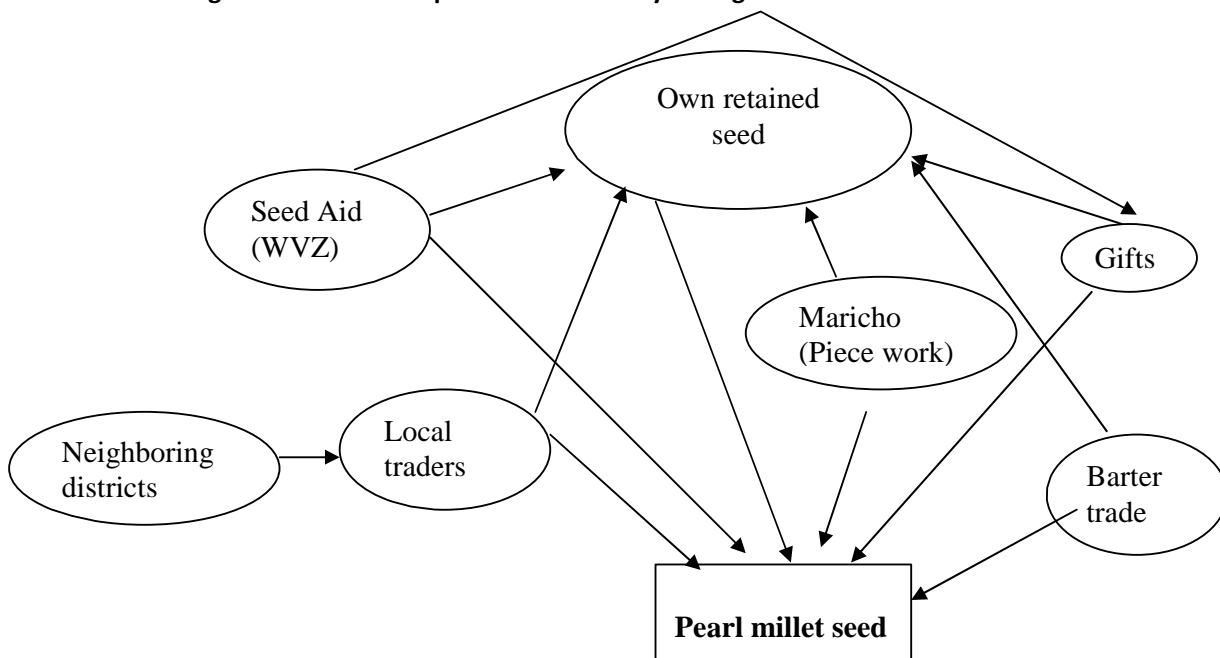 Own retained
seed
Seed Aid
(WVZ)
Gifts
Maricho
(Piece work)
Local
traders
Neighboring
districts
Barter
trade
Pearl millet seed